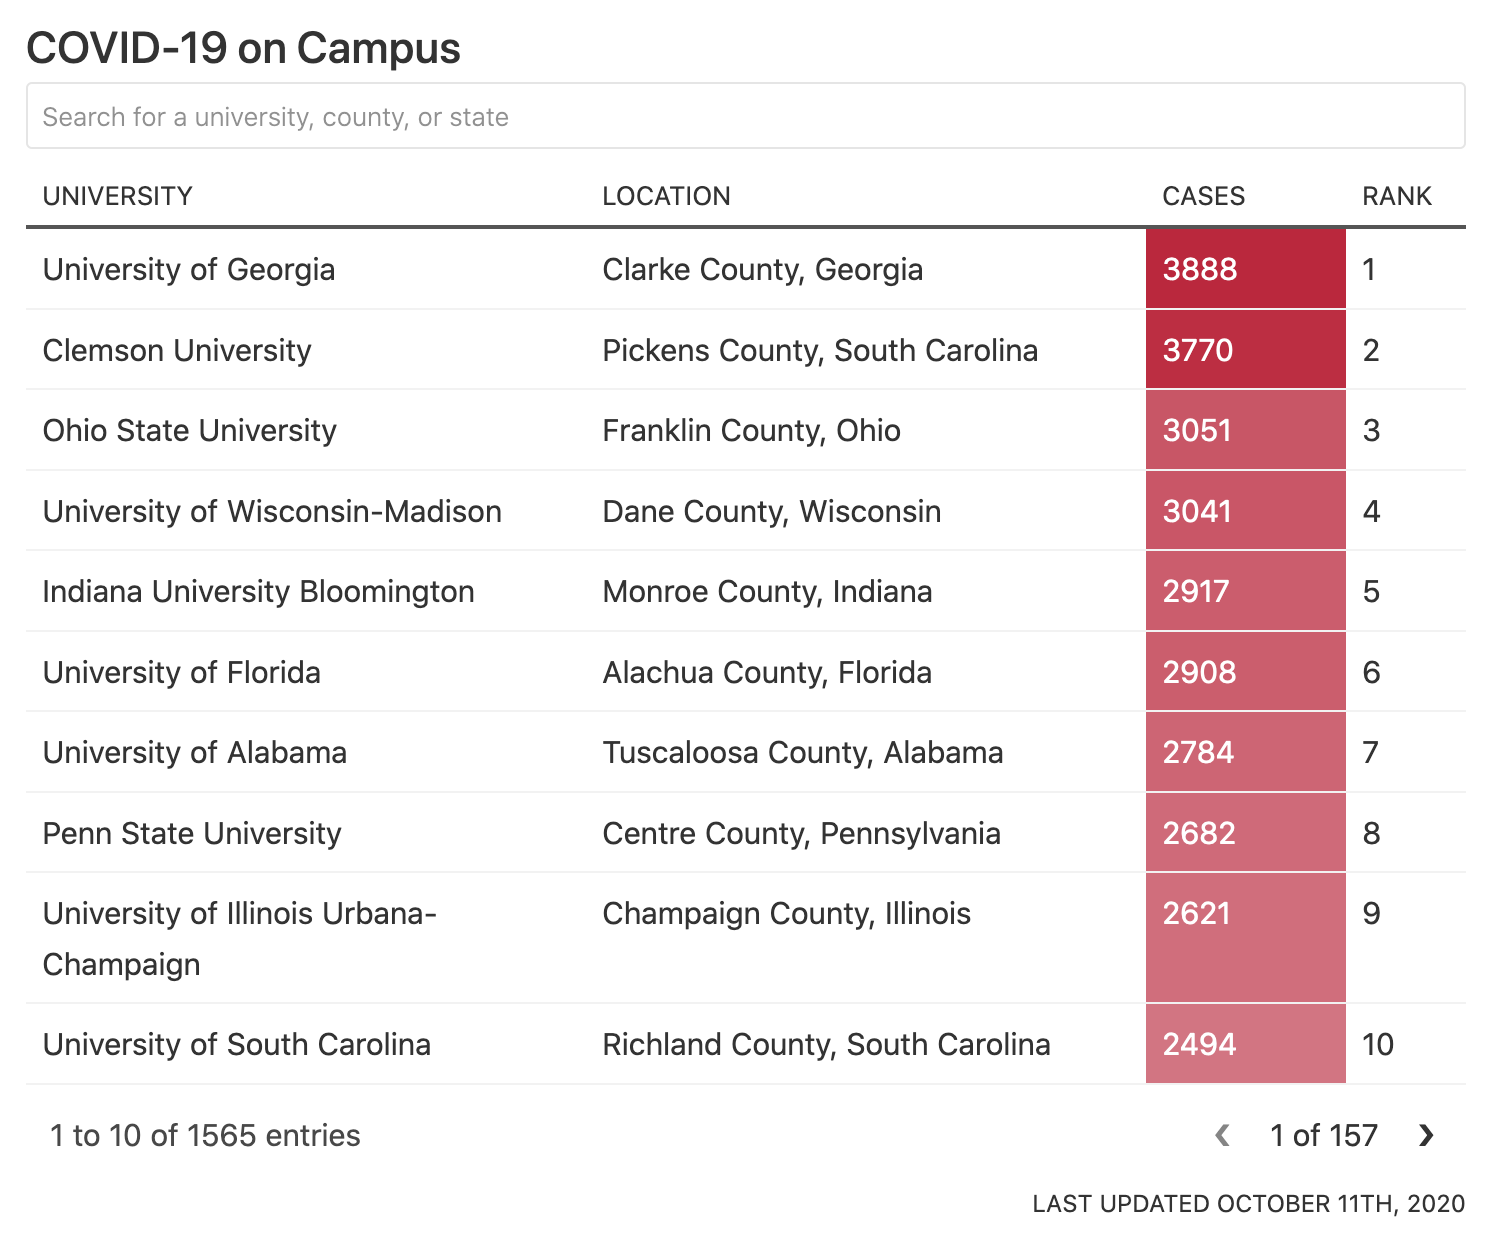 COVID-19 on Campus
Search for a university, county, or state
UNIVERSITY LOCATION CASES RANK
University of Georgia Clarke County, Georgia 3888 1
Clemson University Pickens County, South Carolina 3770 2
Ohio State University Franklin County, Ohio 3051 3
University of Wisconsin-Madison Dane County, Wisconsin 3041 4
Indiana University Bloomington Monroe County, Indiana 2917 5
University of Florida Alachua County, Florida 2908 6
University of Alabama Tuscaloosa County, Alabama 2784 7
Penn State University Centre County, Pennsylvania 2682 8
University of Illinois Urbana- Champaign County, Illinois 2621 9
Champaign
University of South Carolina Richland County, South Carolina 2494 10
1 to 10 of 1565 entries ‹ 1 of 157 ›
LAST UPDATED OCTOBER 11TH, 2020